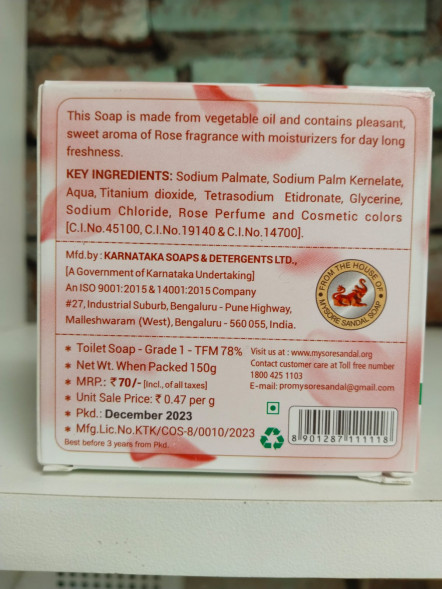 This Soap is made from vegetable oil and contains pleasant,
sweet aroma of Rose fragrance with moisturizers for day long
freshness.
KEY INGREDIENTS: Sodium Palmate, Sodium Palm Kernelate,
Aqua, Titanium dioxide, Tetrasodium Etidronate, Glycerine,
Sodium Chloride, Rose Perfume and Cosmetic colors
[C.I.No.45100, C.I.No.19140 & C.I.No.14700].
Mfd.by : KARNATAKA SOAPS & DETERGENTS LTD.,
[A Government of Karnataka Undertaking]
An ISO 9001:2015 & 14001:2015 Company
#27, Industrial Suburb, Bengaluru - Pune Highway,
Malleshwaram (West), Bengaluru - 560 055, India.
FROM THE HOUSE OF
MYSORE SANDAL SOAP
* Toilet Soap - Grade 1 - TFM 78%
* Net Wt. When Packed 150g
* MRP.: ₹ 70/- [Incl., of all taxes]
* Unit Sale Price: ₹ 0.47 per g
* Pkd.: December 2023
* Mfg.Lic.No.KTK/COS-8/0010/2023
Best before 3 years from Pkd.
Visit us at : www.mysoresandal.org
Contact customer care at Toll free number
1800 425 1103
E-mail: promysoresandal@gmail.com
8 901287 111118